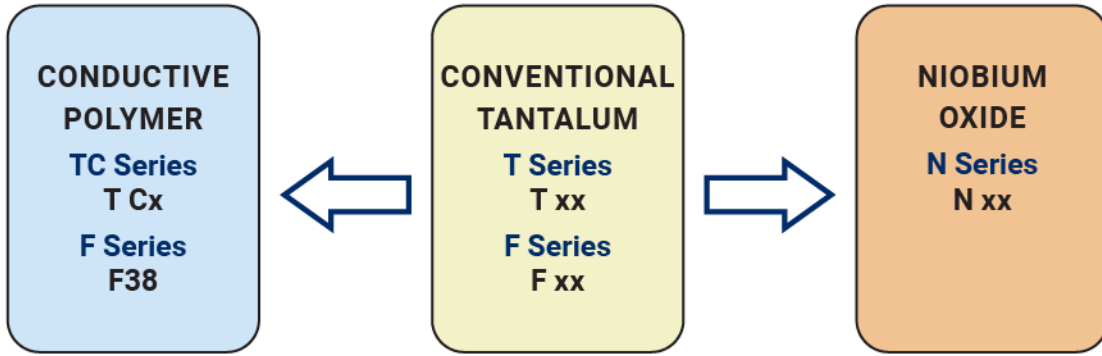 CONDUCTIVE
POLYMER
TC Series
T Cx
F Series
F38
CONVENTIONAL
TANTALUM
T Series
T xx
F Series
F xx
NIOBIUM
OXIDE
N Series
N xx